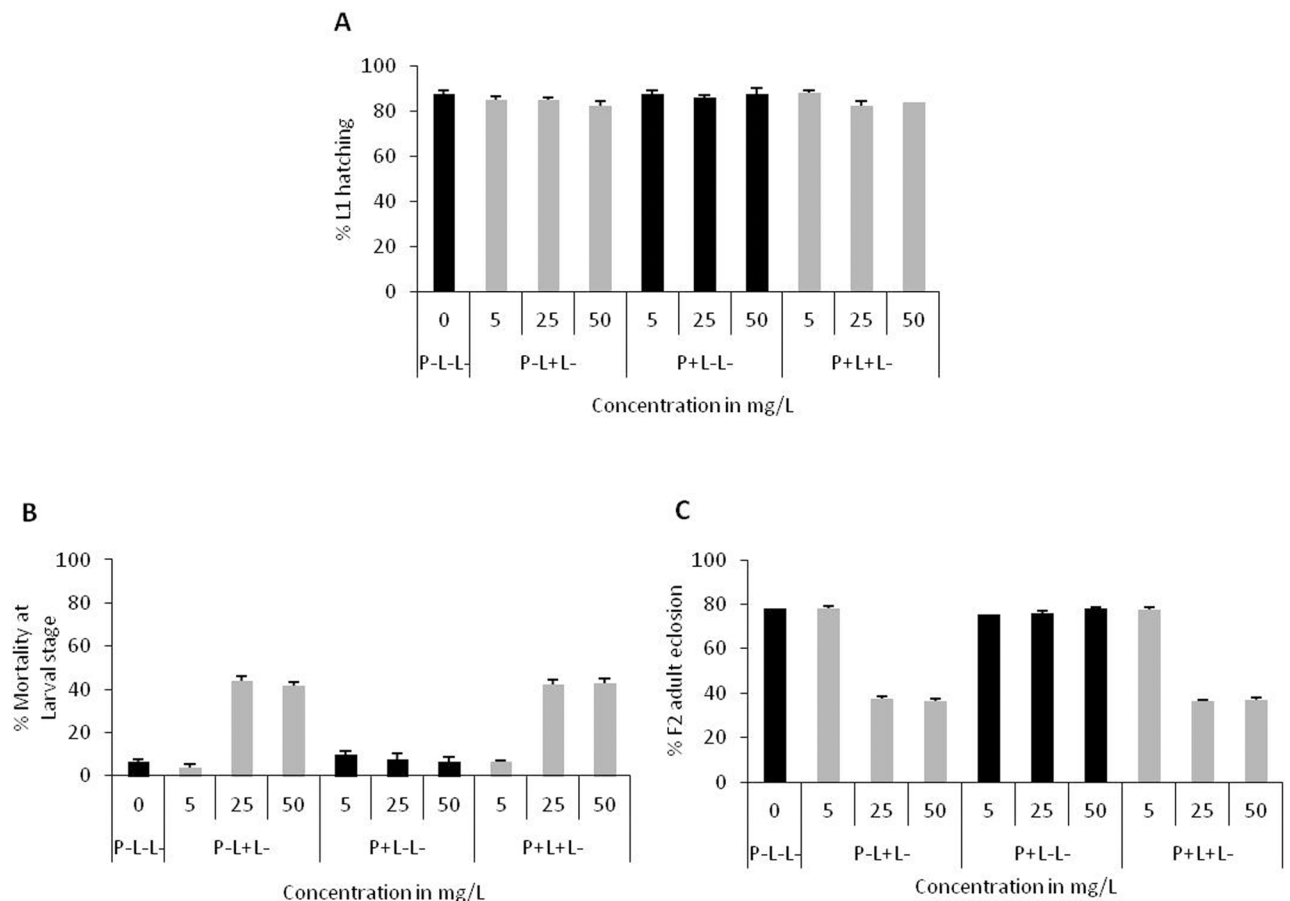 A
100
80
60
40
20
0
% L1 hatching
0 5 25 50 5 25 50 5 25 50
P-L-L- P-L+L- P+L-L- P+L+L-
Concentration in mg/L
B
100
80
60
40
20
0
% Mortality at
Larval stage
0 5 25 50 5 25 50 5 25 50
P-L-L- P-L+L- P+L-L- P+L+L-
Concentration in mg/L
C
100
80
60
40
20
0
% F2 adult eclosion
0 5 25 50 5 25 50 5 25 50
P-L-L- P-L+L- P+L-L- P+L+L-
Concentration in mg/L